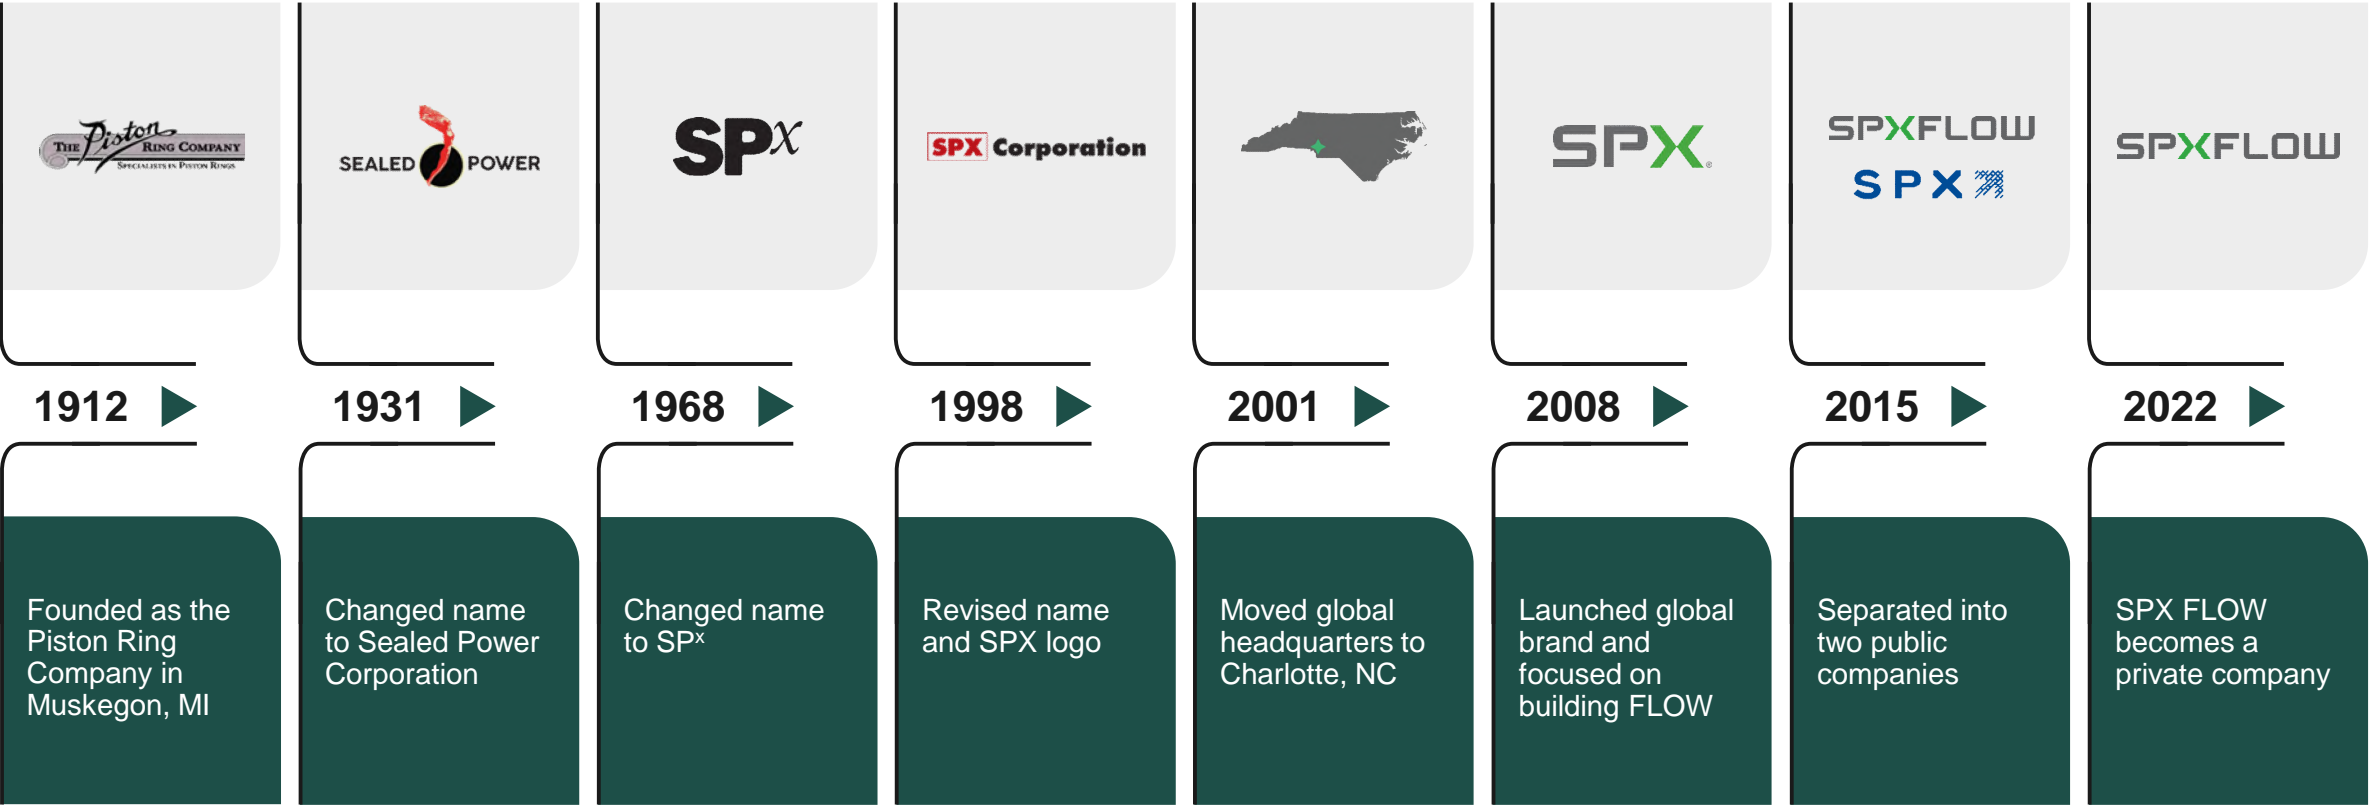 Piston
THE RING COMPANY
SPECIALISTS IN PISTON RINGS
SEALED POWER
SPx
SPX Corporation
SPX®
SPXFLOW
SPX
SPXFLOW
1912
1931
1968
1998
2001
2008
2015
2022
Founded as the
Piston Ring
Company in
Muskegon, MI
Changed name
to Sealed Power
Corporation
Changed name
to SPˣ
Revised name
and SPX logo
Moved global
headquarters to
Charlotte, NC
Launched global
brand and
focused on
building FLOW
Separated into
two public
companies
SPX FLOW
becomes a
private company